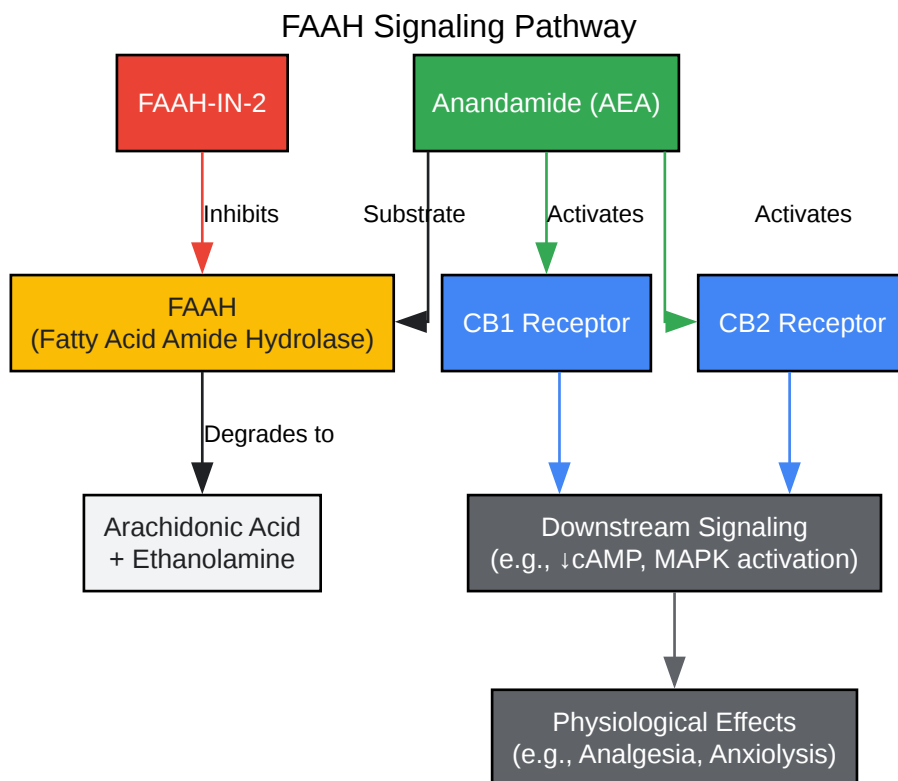 FAAH Signaling Pathway
FAAH-IN-2
Anandamide (AEA)
Inhibits
Substrate
Activates
Activates
FAAH
(Fatty Acid Amide Hydrolase)
CB1 Receptor
CB2 Receptor
Degrades to
Arachidonic Acid
+ Ethanolamine
Downstream Signaling
(e.g., ↓cAMP, MAPK activation)
Physiological Effects
(e.g., Analgesia, Anxiolysis)